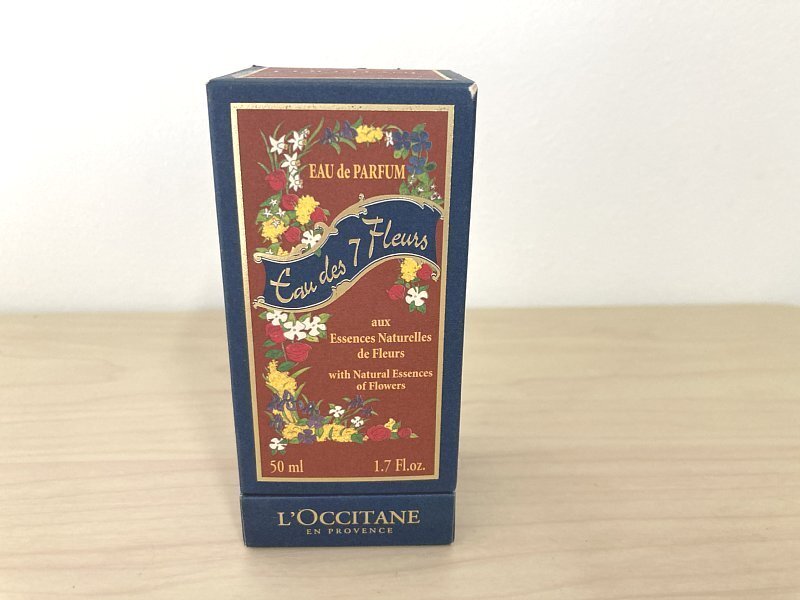 EAU de PARFUM
Eau des 7 Fleurs
aux
Essences Naturelles
de Fleurs
with Natural Essences
of Flowers
50 ml 1.7 Fl.oz.
L'OCCITANE
EN PROVENCE